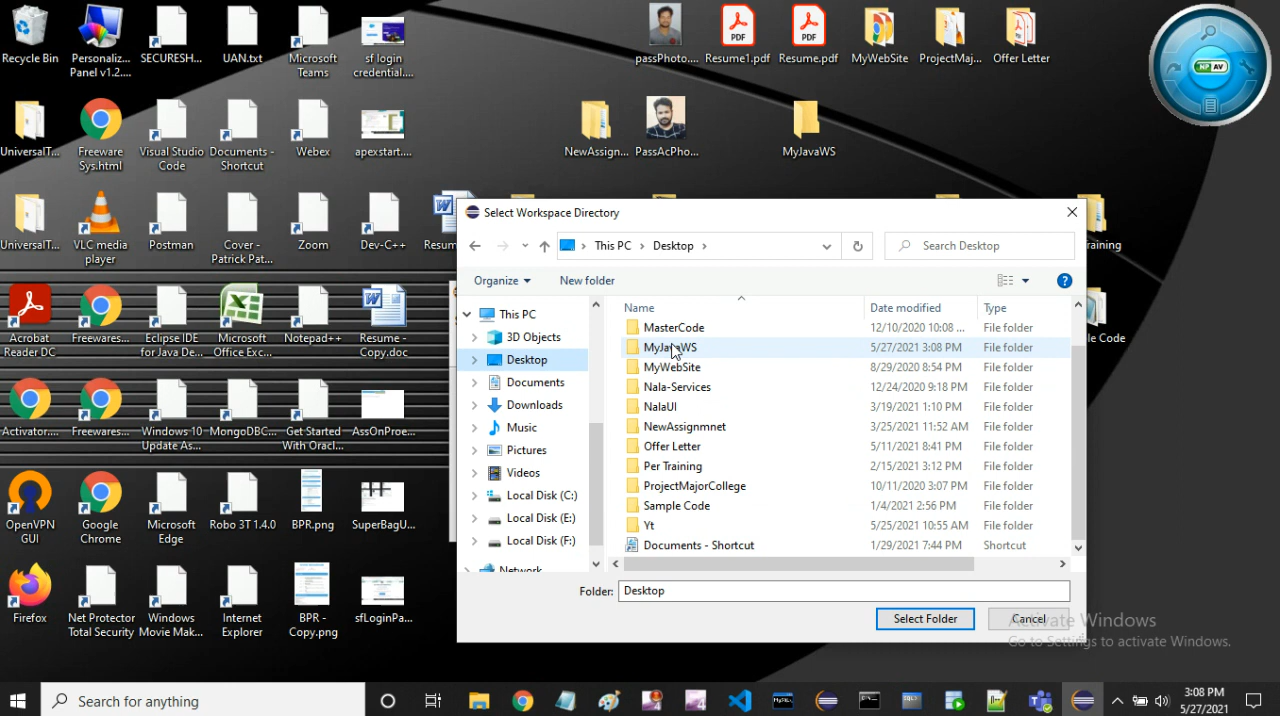 Recycle Bin
Personaliz...
Panel v1.2....
SECURESH...
UAN.txt
Microsoft
Teams
sf login
credential....
passPhoto....
PDF
Resume1.pdf
PDF
Resume.pdf
MyWebSite
ProjectMaj...
Offer Letter
NP AV
UniversalT...
Freeware
Sys.html
Visual Studio
Code
Documents -
Shortcut
Webex
apexstart....
NewAssign...
PassAcPho...
MyJavaWS
UniversalT...
VLC media
player
Postman
Cover -
Patrick Pat...
Zoom
Dev-C++
Resum
raining
Acrobat
Reader DC
Freewares...
Eclipse IDE
for Java De...
Microsoft
Office Exc...
Notepad++
Resume -
Copy.doc
le Code
Activator....
Freewares...
Windows 10
Update As...
MongoDBC...
Get Started
With Oracl...
AssOnProe...
OpenVPN
GUI
Google
Chrome
Microsoft
Edge
Robo 3T 1.4.0
BPR.png
SuperBagU...
Firefox
Net Protector
Total Security
Windows
Movie Mak...
Internet
Explorer
BPR -
Copy.png
sfLoginPa...
Select Workspace Directory
This PC > Desktop >
Search Desktop
Organize
New folder
This PC
3D Objects
Desktop
Documents
Downloads
Music
Pictures
Videos
Local Disk (C:)
Local Disk (E:)
Local Disk (F:)
Network
Name Date modified Type
MasterCode 12/10/2020 10:08 ... File folder
MyJavaWS 5/27/2021 3:08 PM File folder
MyWebSite 8/29/2020 8:54 PM File folder
Nala-Services 12/24/2020 9:18 PM File folder
NalaUI 3/19/2021 1:10 PM File folder
NewAssignmnet 3/25/2021 11:52 AM File folder
Offer Letter 5/11/2021 8:41 PM File folder
Per Training 2/15/2021 3:12 PM File folder
ProjectMajorCollege 10/11/2020 3:07 PM File folder
Sample Code 1/4/2021 2:56 PM File folder
Yt 5/25/2021 10:55 AM File folder
Documents - Shortcut 1/29/2021 7:44 PM Shortcut
Folder: Desktop
Select Folder
Cancel
Activate Windows
Go to Settings to activate Windows.
Search for anything
3:08 PM
5/27/2021